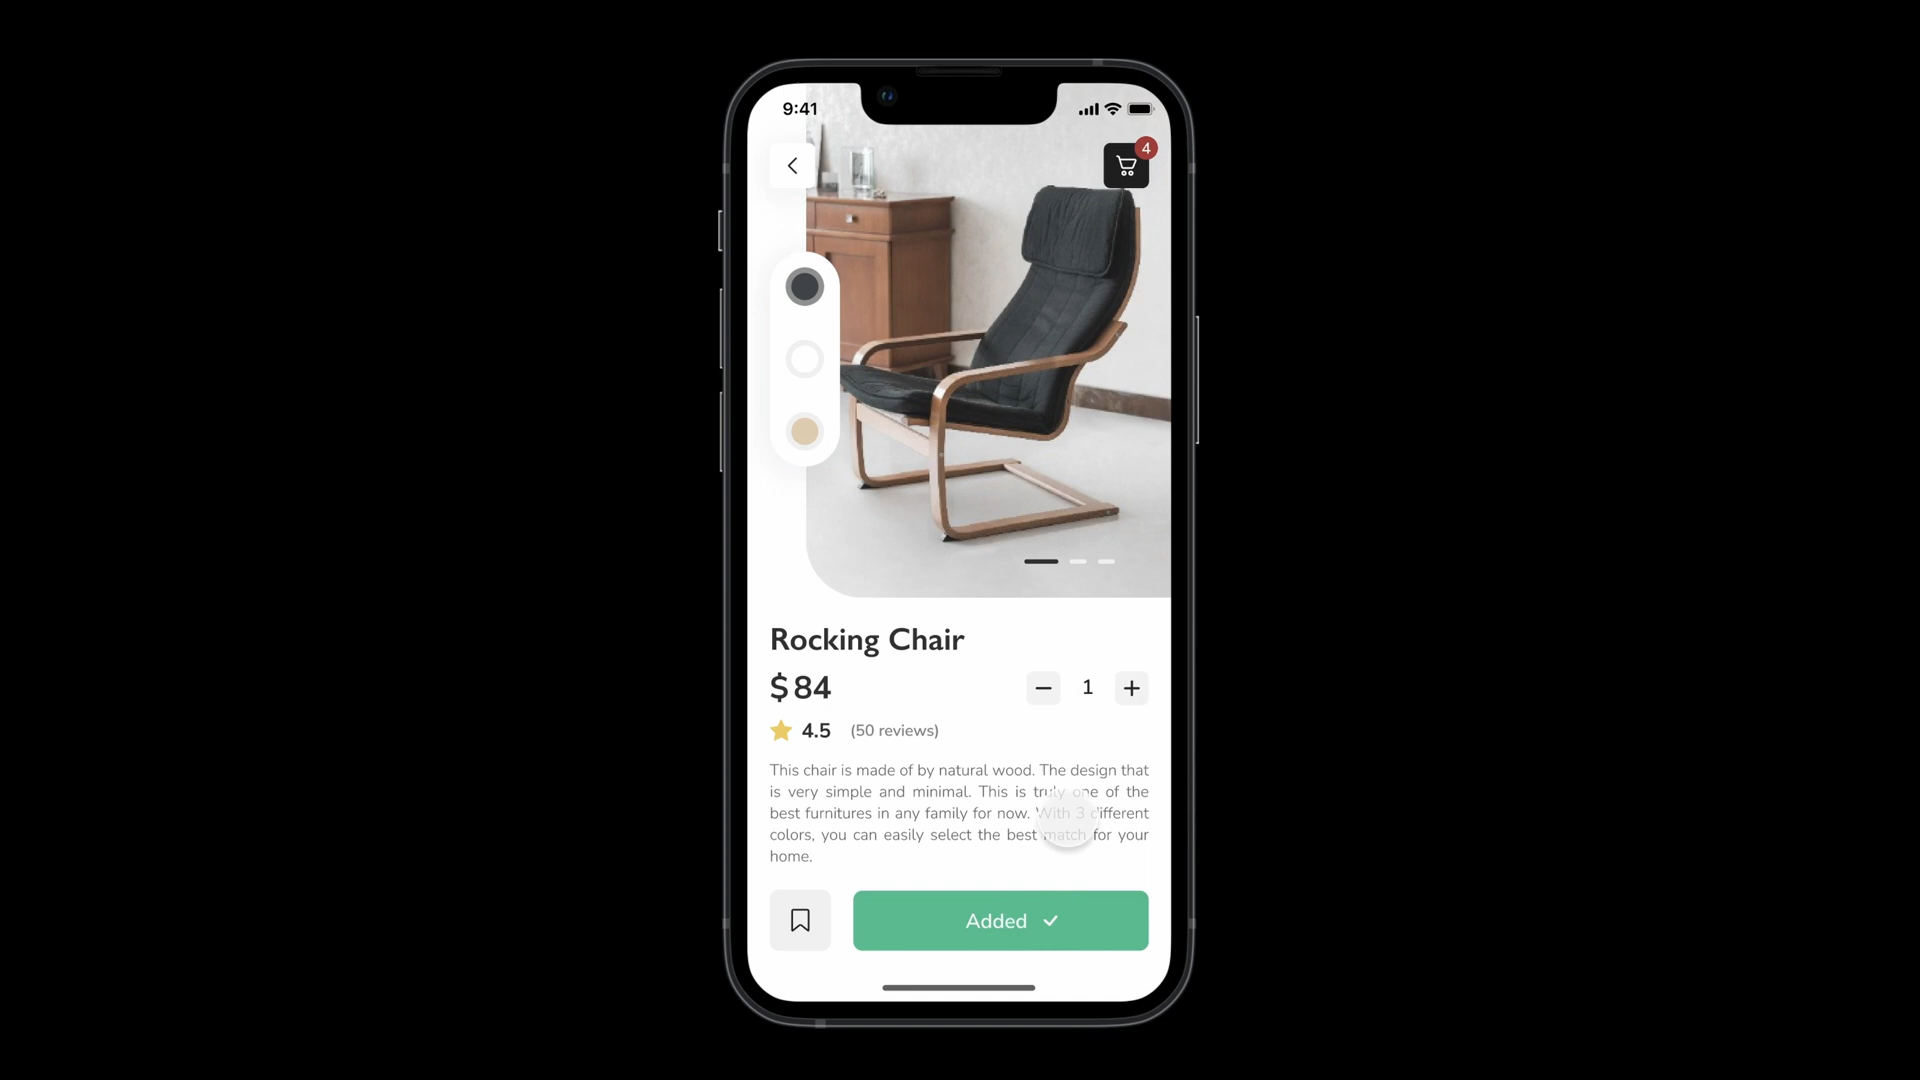 9:41
4
Rocking Chair
$84
1
4.5 (50 reviews)
This chair is made of by natural wood. The design that
is very simple and minimal. This is truly one of the
best furnitures in any family for now. With 3 different
colors, you can easily select the best match for your
home.
Added